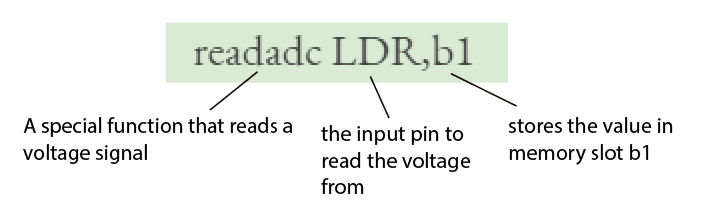 readadc LDR,b1
A special function that reads a
voltage signal
the input pin to
read the voltage
from
stores the value in
memory slot b1